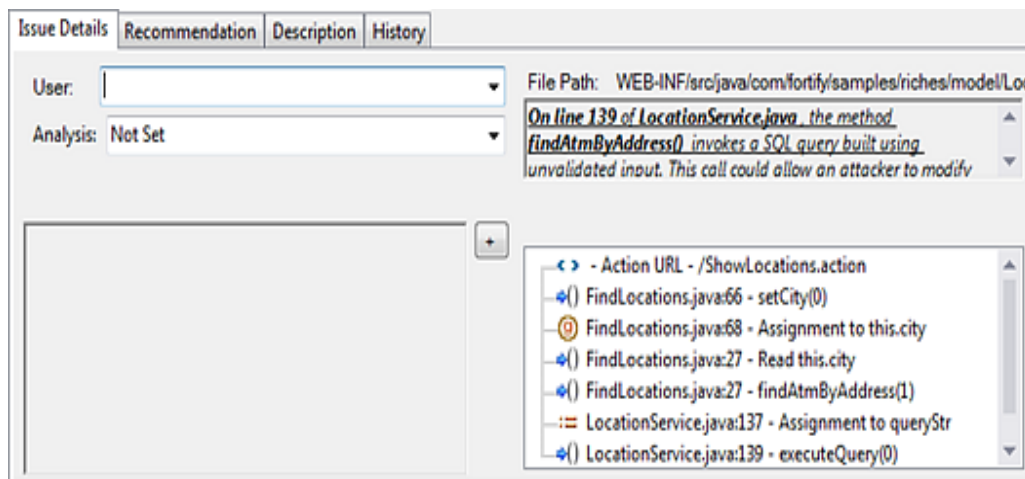 Issue Details Recommendation Description History
User:
Analysis: Not Set
File Path: WEB-INF/src/java/com/fortify/samples/riches/model/Loc
On line 139 of LocationService.java , the method
findAtmByAddress() invokes a SQL query built using
unvalidated input. This call could allow an attacker to modify
+
- Action URL - /ShowLocations.action
() FindLocations.java:66 - setCity(0)
g FindLocations.java:68 - Assignment to this.city
() FindLocations.java:27 - Read this.city
() FindLocations.java:27 - findAtmByAddress(1)
:= LocationService.java:137 - Assignment to queryStr
() LocationService.java:139 - executeQuery(0)